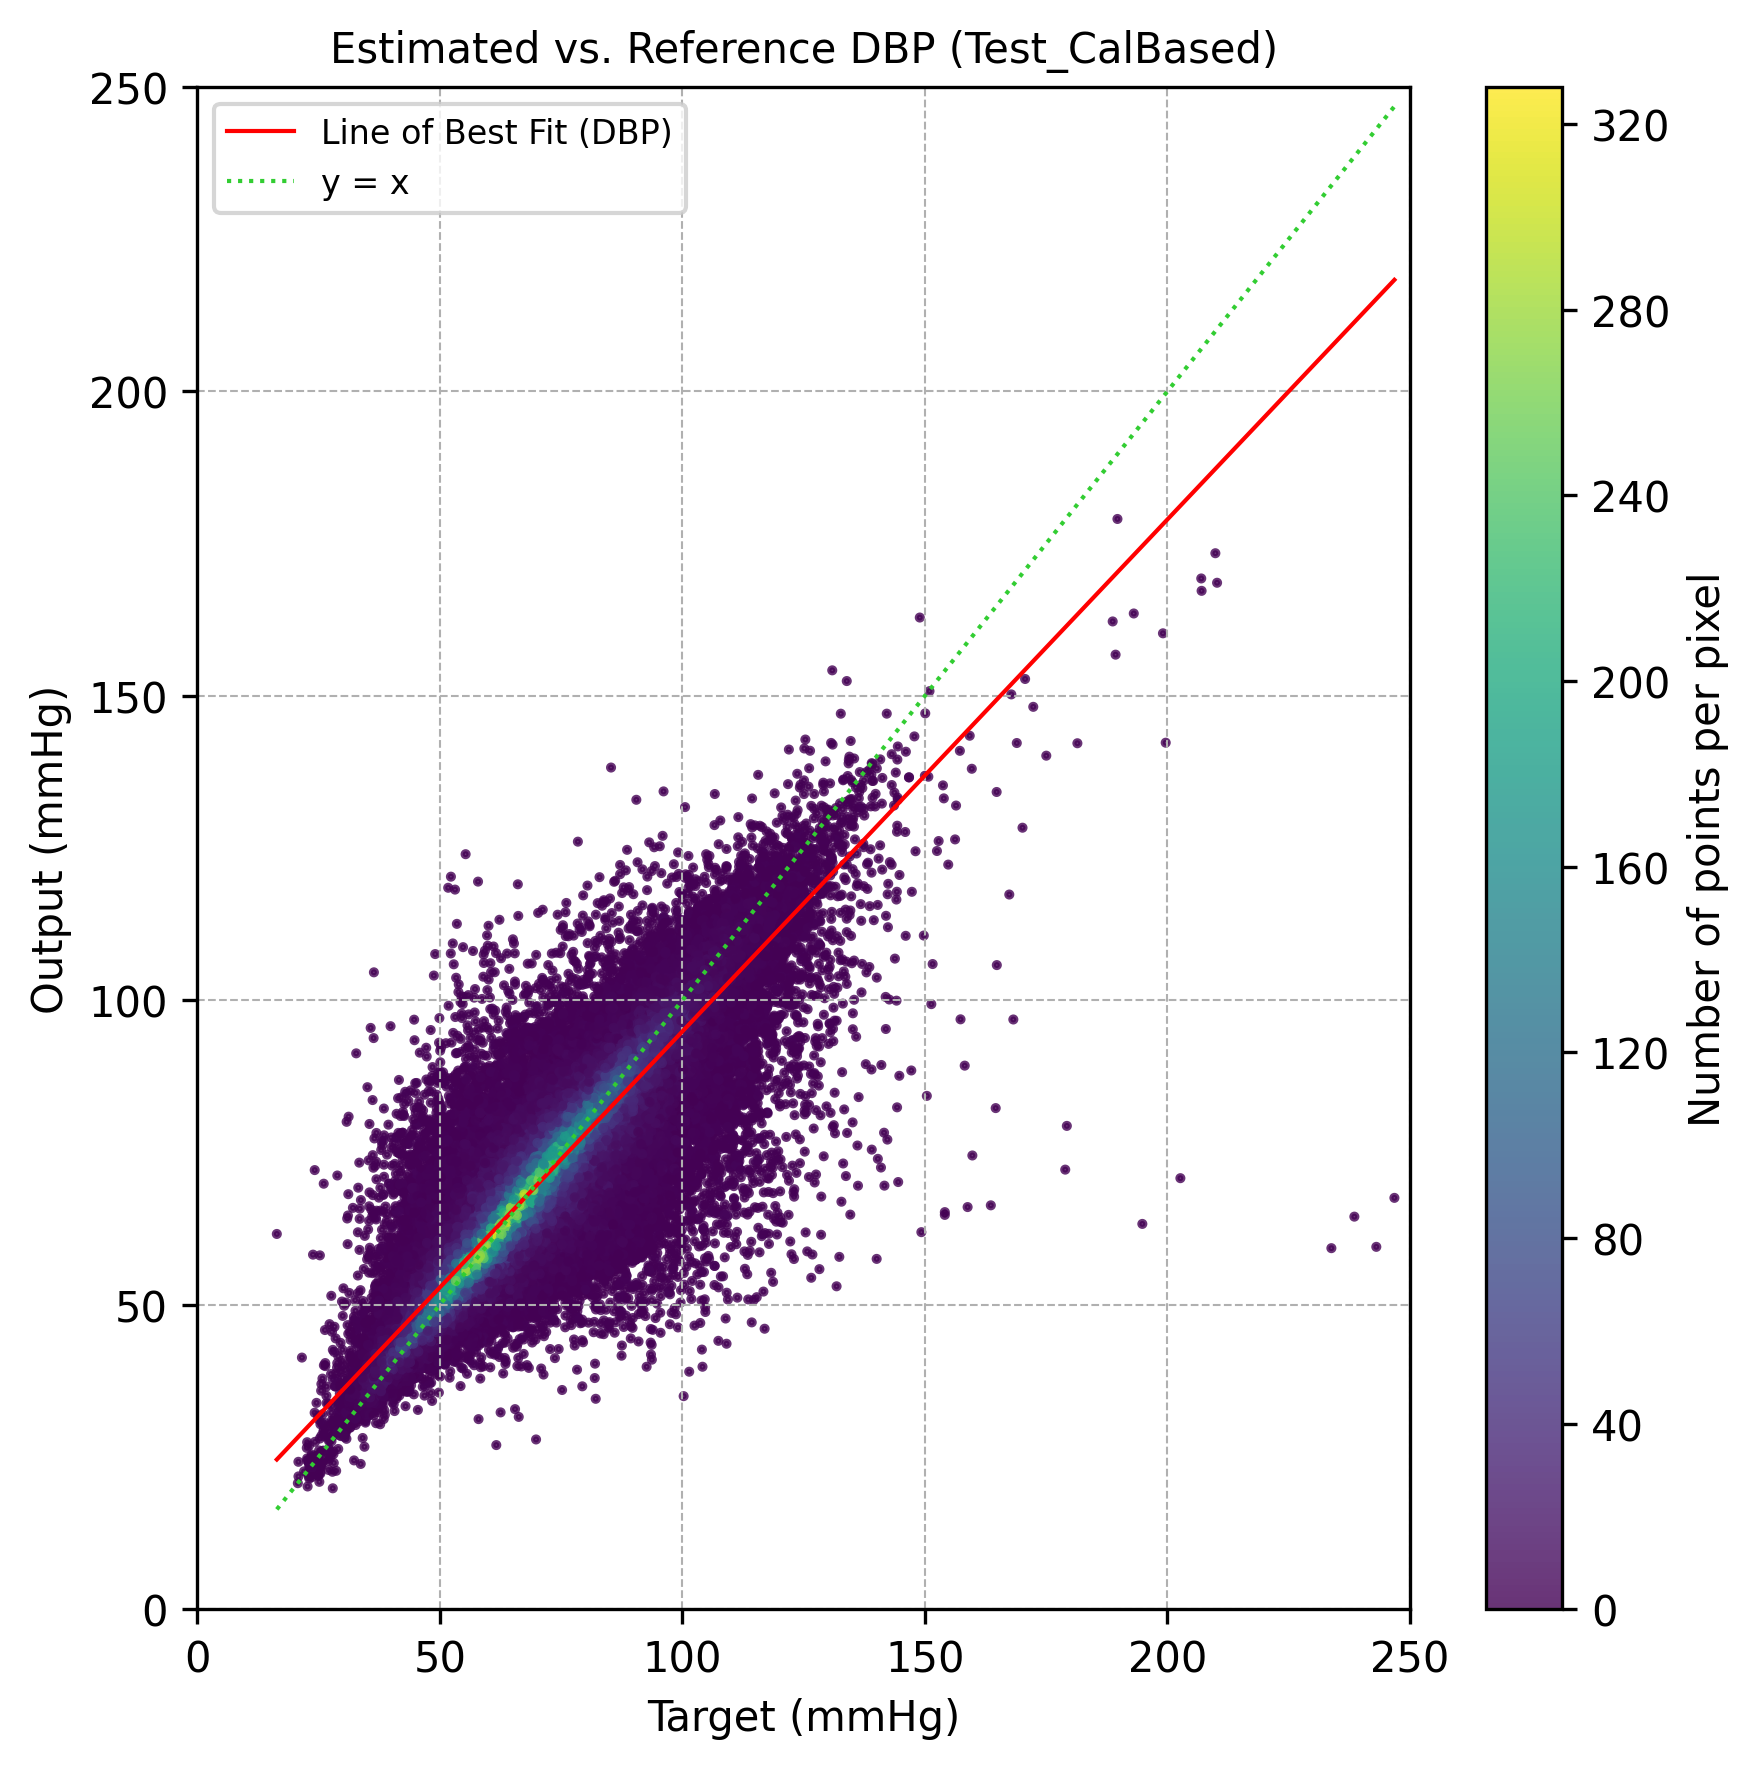 Estimated vs. Reference DBP (Test_CalBased)
Line of Best Fit (DBP)
y = x
Output (mmHg)
250
200
150
100
50
0
0 50 100 150 200 250
Target (mmHg)
320
280
240
200
160
120
80
40
0
Number of points per pixel